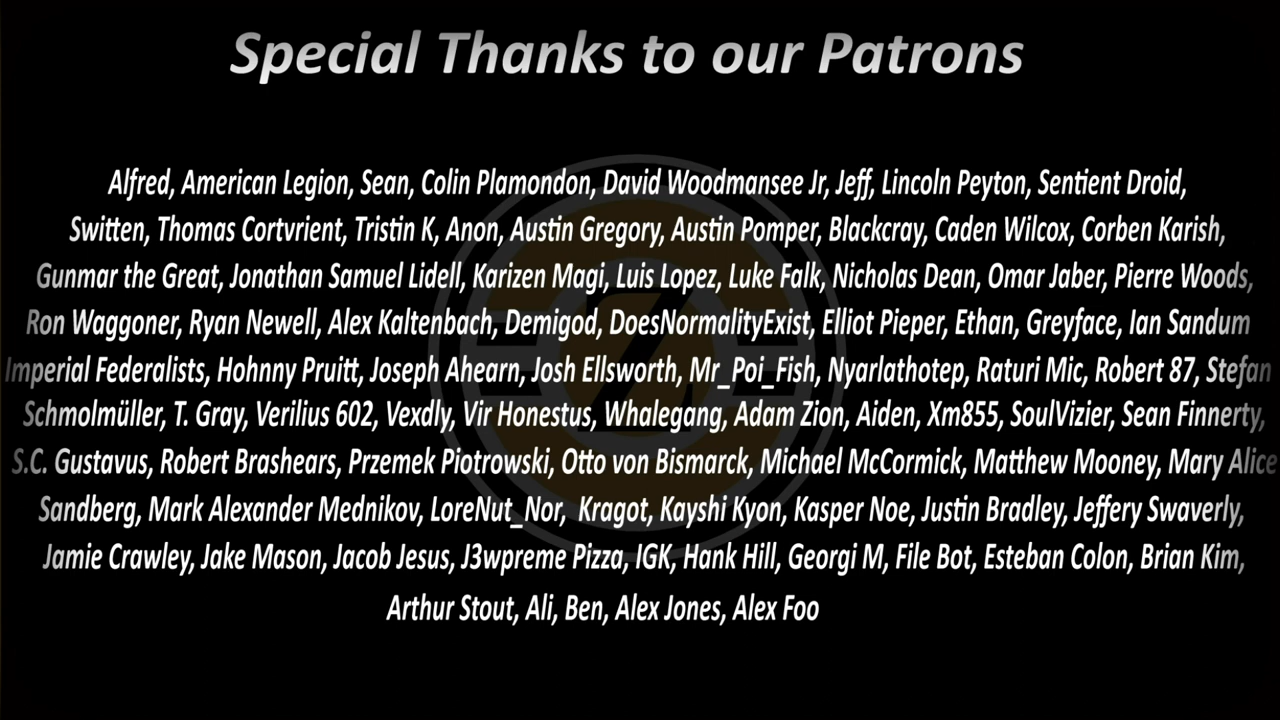 Special Thanks to our Patrons
Alfred, American Legion, Sean, Colin Plamondon, David Woodmansee Jr, Jeff, Lincoln Peyton, Sentient Droid,
Switten, Thomas Cortvrient, Tristin K, Anon, Austin Gregory, Austin Pomper, Blackcray, Caden Wilcox, Corben Karish,
Gunmar the Great, Jonathan Samuel Lidell, Karizen Magi, Luis Lopez, Luke Falk, Nicholas Dean, Omar Jaber, Pierre Woods,
Ron Waggoner, Ryan Newell, Alex Kaltenbach, Demigod, DoesNormalityExist, Elliot Pieper, Ethan, Greyface, Ian Sandum
Imperial Federalists, Hohnny Pruitt, Joseph Ahearn, Josh Ellsworth, Mr_Poi_Fish, Nyarlathotep, Raturi Mic, Robert 87, Stefan
Schmolmüller, T. Gray, Verilius 602, Vexdly, Vir Honestus, Whalegang, Adam Zion, Aiden, Xm855, SoulVizier, Sean Finnerty,
S.C. Gustavus, Robert Brashears, Przemek Piotrowski, Otto von Bismarck, Michael McCormick, Matthew Mooney, Mary Alice
Sandberg, Mark Alexander Mednikov, LoreNut_Nor, Kragot, Kayshi Kyon, Kasper Noe, Justin Bradley, Jeffery Swaverly,
Jamie Crawley, Jake Mason, Jacob Jesus, J3wpreme Pizza, IGK, Hank Hill, Georgi M, File Bot, Esteban Colon, Brian Kim,
Arthur Stout, Ali, Ben, Alex Jones, Alex Foo
Z